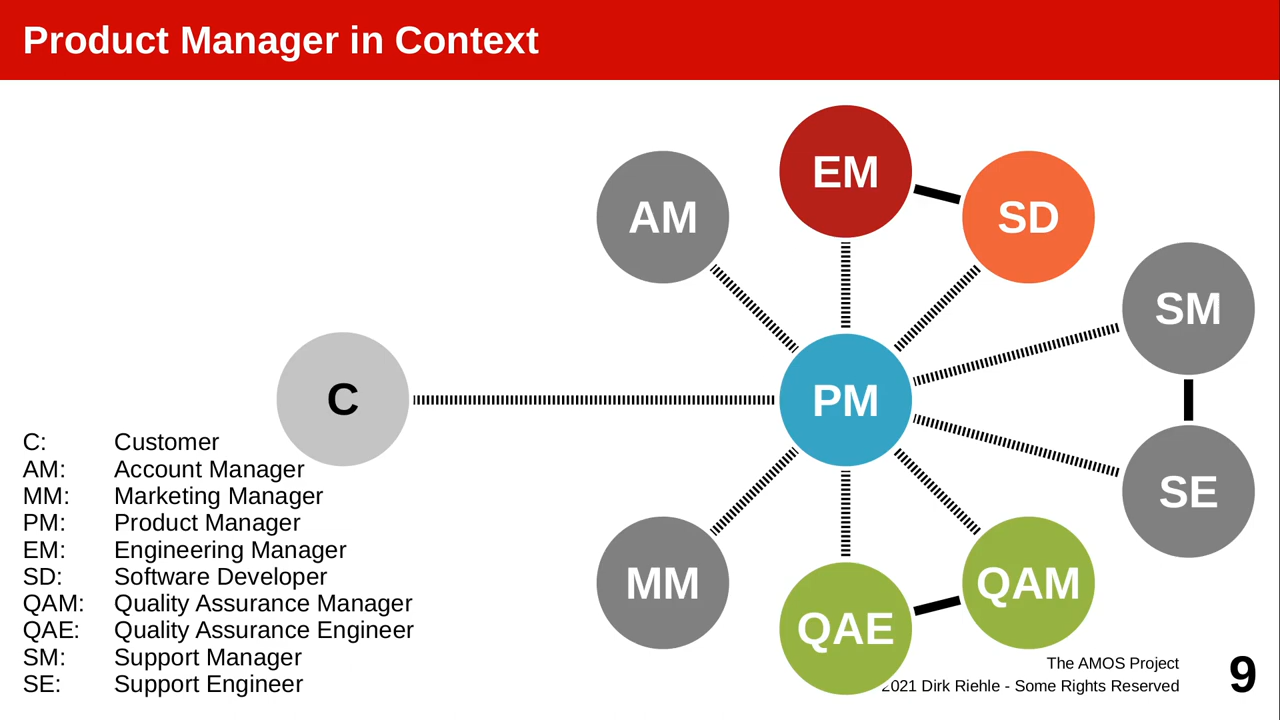 Product Manager in Context
EM
AM
SD
SM
C
PM
SE
MM
QAM
QAE
C: Customer
AM: Account Manager
MM: Marketing Manager
PM: Product Manager
EM: Engineering Manager
SD: Software Developer
QAM: Quality Assurance Manager
QAE: Quality Assurance Engineer
SM: Support Manager
SE: Support Engineer
The AMOS Project
2021 Dirk Riehle - Some Rights Reserved
9